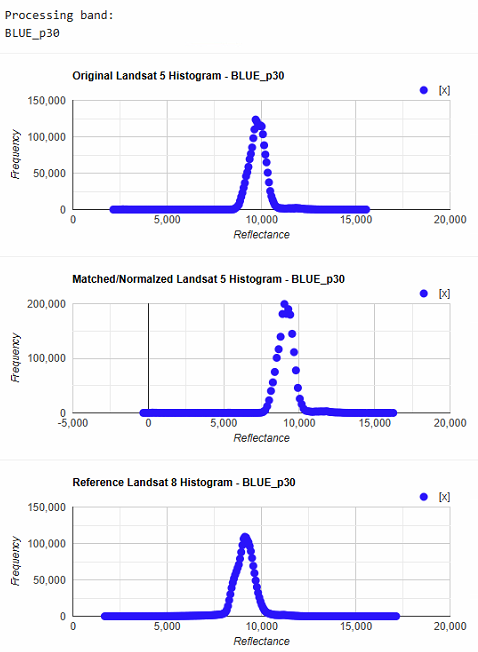 Processing band:
BLUE_p30
Original Landsat 5 Histogram - BLUE_p30
[X]
150,000
100,000
50,000
0
Frequency
0 5,000 10,000 15,000 20,000
Reflectance
Matched/Normalzed Landsat 5 Histogram - BLUE_p30
[X]
200,000
100,000
0
Frequency
-5,000 0 5,000 10,000 15,000 20,000
Reflectance
Reference Landsat 8 Histogram - BLUE_p30
[X]
150,000
100,000
50,000
0
Frequency
0 5,000 10,000 15,000 20,000
Reflectance